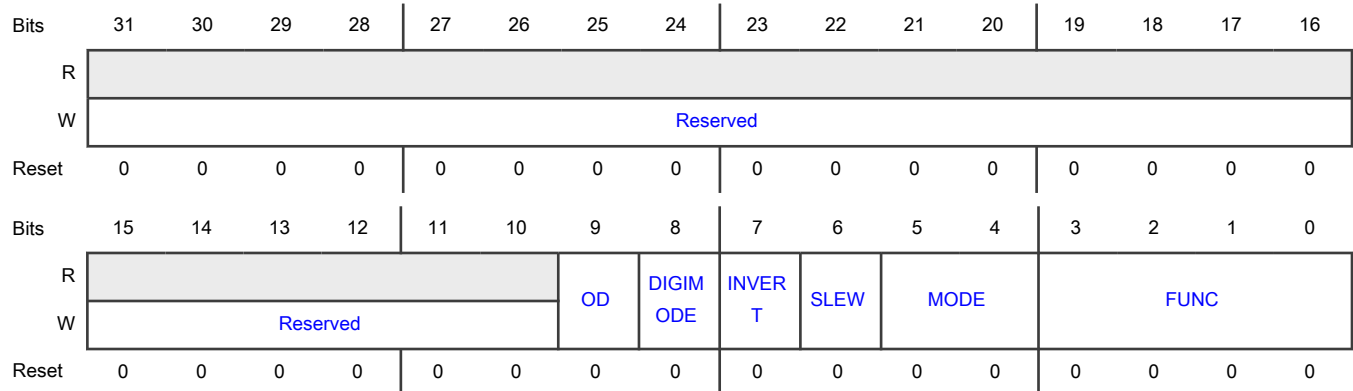 Bits 31 30 29 28 27 26 25 24 23 22 21 20 19 18 17 16
R
W Reserved
Reset 0 0 0 0 0 0 0 0 0 0 0 0 0 0 0 0
Bits 15 14 13 12 11 10 9 8 7 6 5 4 3 2 1 0
R OD DIGIM INVER SLEW MODE FUNC
ODE T
W Reserved
Reset 0 0 0 0 0 0 0 0 0 0 0 0 0 0 0 0